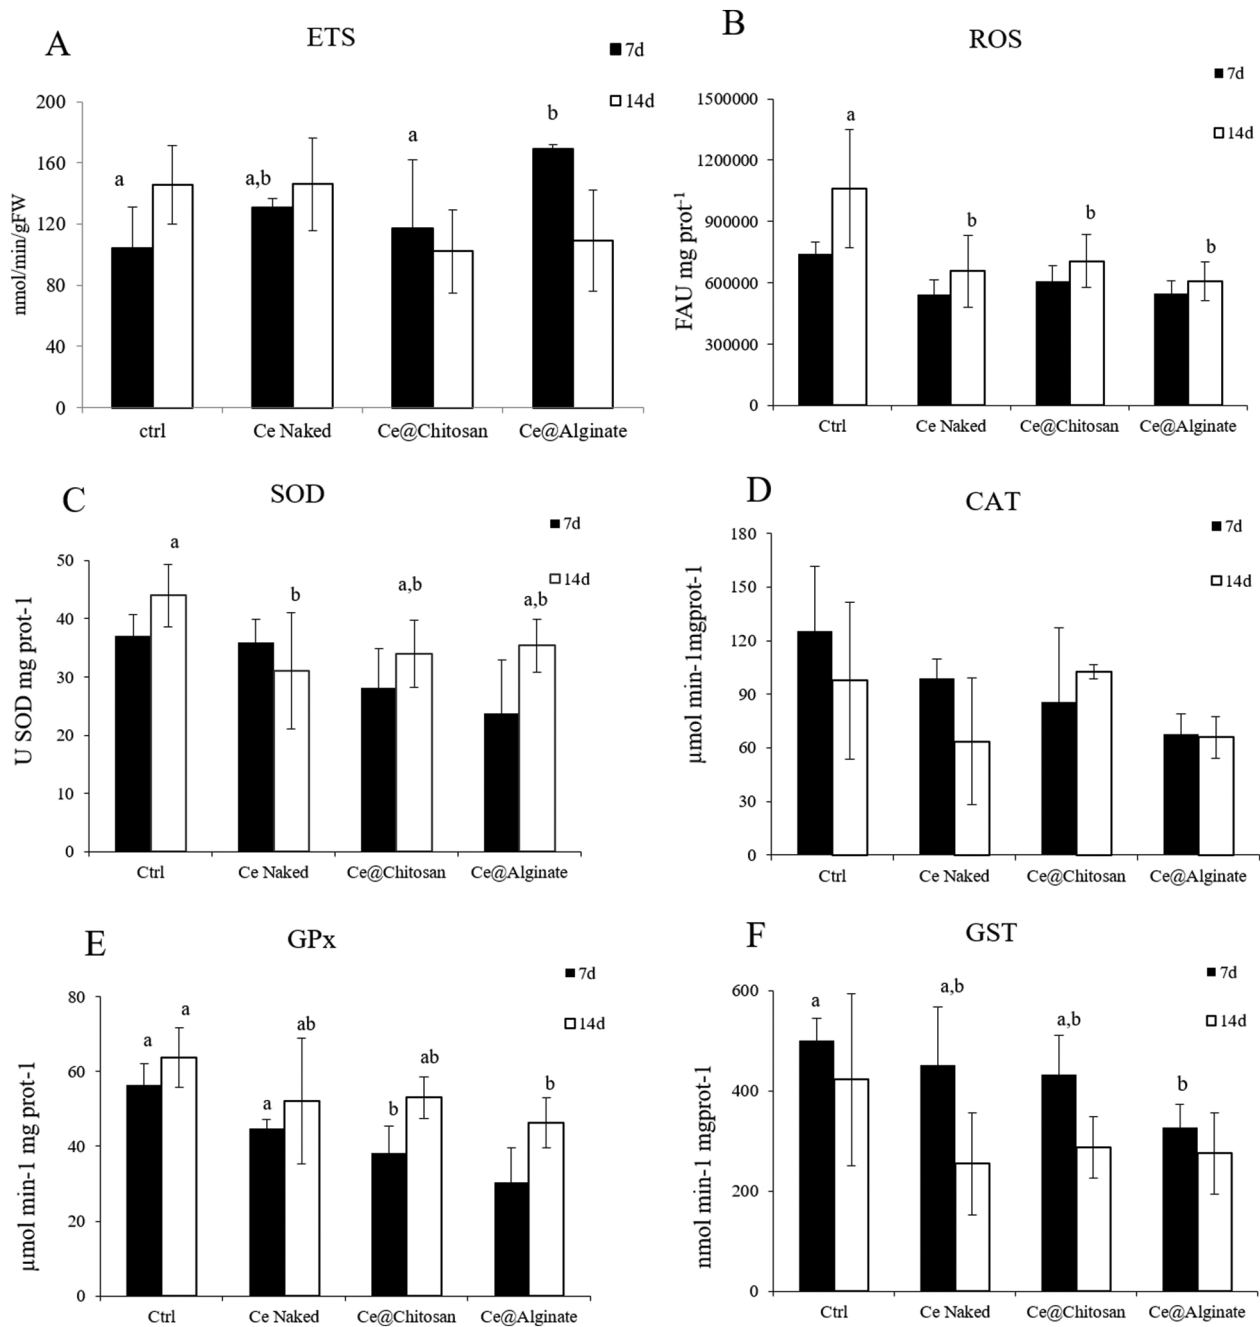 A
ETS
7d
14d
nmol/min/gFW
200
160
120
80
40
0
a
a,b
a
b
ctrl
Ce Naked
Ce@Chitosan
Ce@Alginate
B
ROS
7d
14d
FAU mg prot⁻¹
1500000
1200000
900000
600000
300000
0
a
b
b
b
Ctrl
Ce Naked
Ce@Chitosan
Ce@Alginate
C
SOD
7d
14d
U SOD mg prot-1
50
40
30
20
10
0
a
b
a,b
a,b
Ctrl
Ce Naked
Ce@Chitosan
Ce@Alginate
D
CAT
7d
14d
µmol min-1mgprot-1
180
150
120
90
60
30
0
Ctrl
Ce Naked
Ce@Chitosan
Ce@Alginate
E
GPx
7d
14d
µmol min-1 mg prot-1
80
60
40
20
0
a
a
a
ab
b
ab
b
Ctrl
Ce Naked
Ce@Chitosan
Ce@Alginate
F
GST
7d
14d
nmol min-1 mgprot-1
600
400
200
0
a
a,b
a,b
b
Ctrl
Ce Naked
Ce@Chitosan
Ce@Alginate